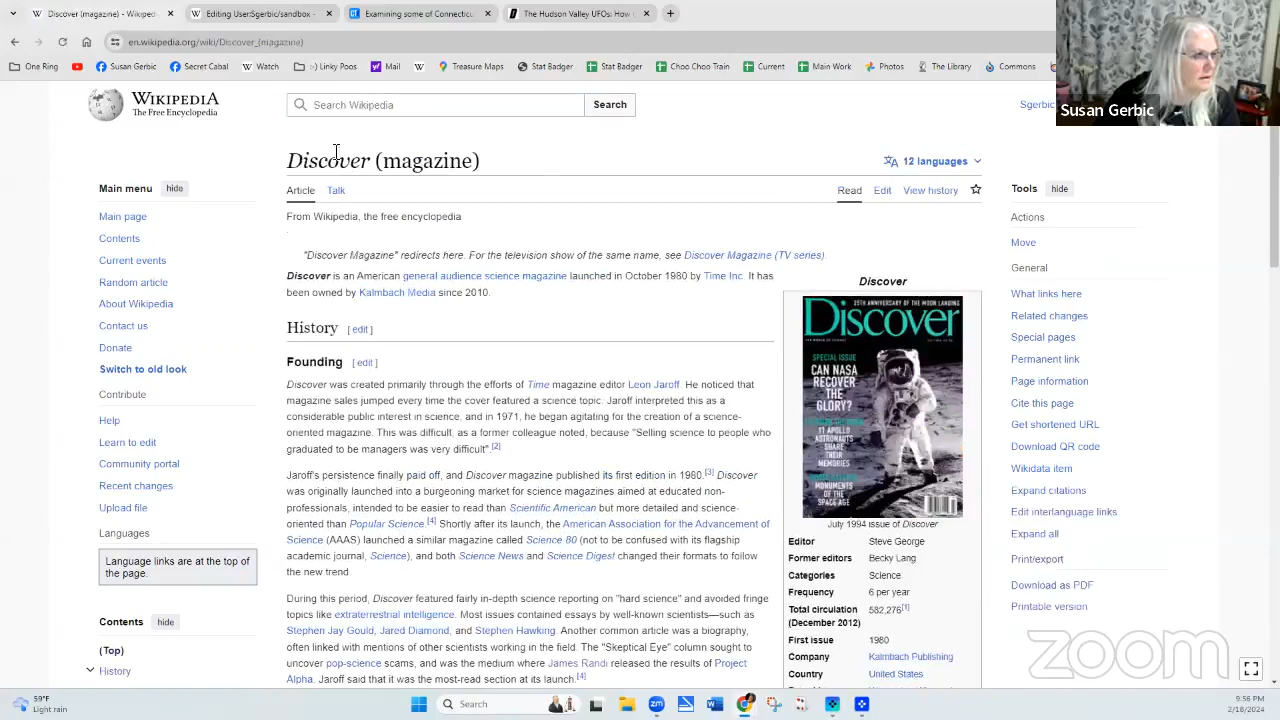 Discover (magazine) - Wikiped
Editing User:Sgerbic/sandbox
Examining some of Connecticut
The Hudson Valley UFOs: How
en.wikipedia.org/wiki/Discover_(magazine)
One Ring
Susan Gerbic
Secret Cabal
Watch
:-) Linky Poos
Mail
Treasure Maps
Stat Badger
Stat Badger
Choo Choo Train
Current
Main Work
Photos
The Library
Commons
Susan Gerbic
WIKIPEDIA
The Free Encyclopedia
Search Wikipedia
Search
Sgerbic
Discover (magazine)
12 languages
Article
Talk
Read
Edit
View history
From Wikipedia, the free encyclopedia
"Discover Magazine" redirects here. For the television show of the same name, see Discover Magazine (TV series).
Discover is an American general audience science magazine launched in October 1980 by Time Inc. It has
been owned by Kalmbach Media since 2010.
History [ edit ]
Founding [ edit ]
Discover was created primarily through the efforts of Time magazine editor Leon Jaroff. He noticed that
magazine sales jumped every time the cover featured a science topic. Jaroff interpreted this as a
considerable public interest in science, and in 1971, he began agitating for the creation of a science-
oriented magazine. This was difficult, as a former colleague noted, because "Selling science to people who
graduated to be managers was very difficult" [2]
Jaroff's persistence finally paid off, and Discover magazine published its first edition in 1980.[3] Discover
was originally launched into a burgeoning market for science magazines aimed at educated non-
professionals, intended to be easier to read than Scientific American but more detailed and science-
oriented than Popular Science.[4] Shortly after its launch, the American Association for the Advancement of
Science (AAAS) launched a similar magazine called Science 80 (not to be confused with its flagship
academic journal, Science), and both Science News and Science Digest changed their formats to follow
the new trend.
During this period, Discover featured fairly in-depth science reporting on "hard science" and avoided fringe
topics like extraterrestrial intelligence. Most issues contained essays by well-known scientists—such as
Stephen Jay Gould, Jared Diamond, and Stephen Hawking. Another common article was a biography,
often linked with mentions of other scientists working in the field. The "Skeptical Eye" column sought to
uncover pop-science scams, and was the medium where James Randi released the results of Project
Alpha. Jaroff said that it was the most-read section at its start.[4]
Discover
25TH ANNIVERSARY OF THE MOON LANDING
Discover
SPECIAL ISSUE
CAN NASA
RECOVER
THE
GLORY?
11 APOLLO
ASTRONAUTS
SHARE
THEIR
MEMORIES
MONUMENTS
OF THE
SPACE AGE
July 1994 issue of Discover
Editor Steve George
Former editors Becky Lang
Categories Science
Frequency 6 per year
Total circulation 582,276[1]
(December 2012)
First issue 1980
Company Kalmbach Publishing
Country United States
Main menu hide
Main page
Contents
Current events
Random article
About Wikipedia
Contact us
Donate
Switch to old look
Contribute
Help
Learn to edit
Community portal
Recent changes
Upload file
Languages
Language links are at the top of
the page.
Contents hide
(Top)
History
Tools hide
Actions
Move
General
What links here
Related changes
Special pages
Permanent link
Page information
Cite this page
Get shortened URL
Download QR code
Wikidata item
Expand citations
Edit interlanguage links
Expand all
Print/export
Download as PDF
Printable version
zoom
59°F
Light rain
Search
9:56 PM
2/18/2024